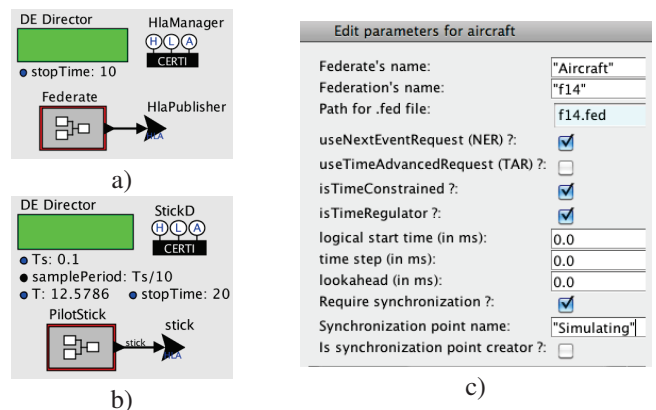 DE Director
HlaManager
H L A
CERTI
stopTime: 10
Federate
HlaPublisher
HLA
a)
DE Director
StickD
H L A
CERTI
Ts: 0.1
samplePeriod: Ts/10
T: 12.5786 stopTime: 20
PilotStick
stick
stick
HLA
b)
Edit parameters for aircraft
Federate's name: "Aircraft"
Federation's name: "f14"
Path for .fed file: f14.fed
useNextEventRequest (NER) ?:
useTimeAdvancedRequest (TAR) ?:
isTimeConstrained ?:
isTimeRegulator ?:
logical start time (in ms): 0.0
time step (in ms): 0.0
lookahead (in ms): 0.0
Require synchronization ?:
Synchronization point name: "Simulating"
Is synchronization point creator ?:
c)